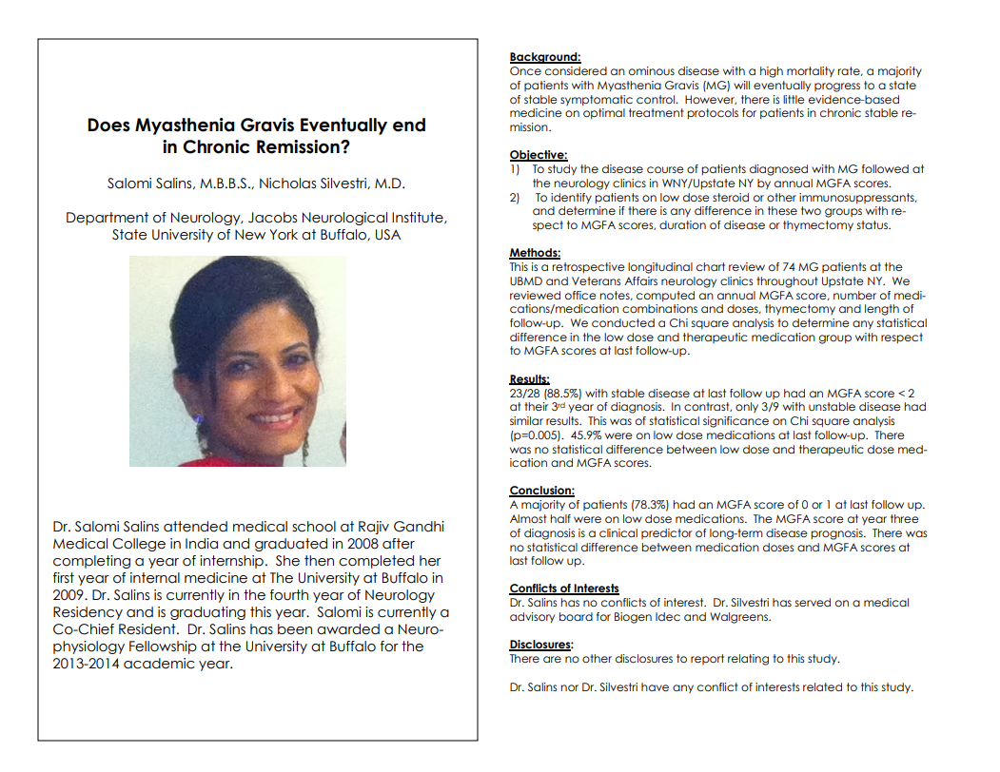 Does Myasthenia Gravis Eventually end
in Chronic Remission?
Salomi Salins, M.B.B.S., Nicholas Silvestri, M.D.
Department of Neurology, Jacobs Neurological Institute,
State University of New York at Buffalo, USA
Dr. Salomi Salins attended medical school at Rajiv Gandhi
Medical College in India and graduated in 2008 after
completing a year of internship.  She then completed her
first year of internal medicine at The University at Buffalo in
2009. Dr. Salins is currently in the fourth year of Neurology
Residency and is graduating this year.  Salomi is currently a
Co-Chief Resident.  Dr. Salins has been awarded a Neuro-
physiology Fellowship at the University at Buffalo for the
2013-2014 academic year.
Background:
Once considered an ominous disease with a high mortality rate, a majority
of patients with Myasthenia Gravis (MG) will eventually progress to a state
of stable symptomatic control.  However, there is little evidence-based
medicine on optimal treatment protocols for patients in chronic stable re-
mission.
Objective:
1) To study the disease course of patients diagnosed with MG followed at
the neurology clinics in WNY/Upstate NY by annual MGFA scores.
2) To identify patients on low dose steroid or other immunosuppressants,
and determine if there is any difference in these two groups with re-
spect to MGFA scores, duration of disease or thymectomy status.
Methods:
This is a retrospective longitudinal chart review of 74 MG patients at the
UBMD and Veterans Affairs neurology clinics throughout Upstate NY.  We
reviewed office notes, computed an annual MGFA score, number of medi-
cations/medication combinations and doses, thymectomy and length of
follow-up.  We conducted a Chi square analysis to determine any statistical
difference in the low dose and therapeutic medication group with respect
to MGFA scores at last follow-up.
Results:
23/28 (88.5%) with stable disease at last follow up had an MGFA score < 2
at their 3rd year of diagnosis.  In contrast, only 3/9 with unstable disease had
similar results.  This was of statistical significance on Chi square analysis
(p=0.005).  45.9% were on low dose medications at last follow-up.  There
was no statistical difference between low dose and therapeutic dose med-
ication and MGFA scores.
Conclusion:
A majority of patients (78.3%) had an MGFA score of 0 or 1 at last follow up.
Almost half were on low dose medications.  The MGFA score at year three
of diagnosis is a clinical predictor of long-term disease prognosis.  There was
no statistical difference between medication doses and MGFA scores at
last follow up.
Conflicts of Interests
Dr. Salins has no conflicts of interest.  Dr. Silvestri has served on a medical
advisory board for Biogen Idec and Walgreens.
Disclosures:
There are no other disclosures to report relating to this study.
Dr. Salins nor Dr. Silvestri have any conflict of interests related to this study.